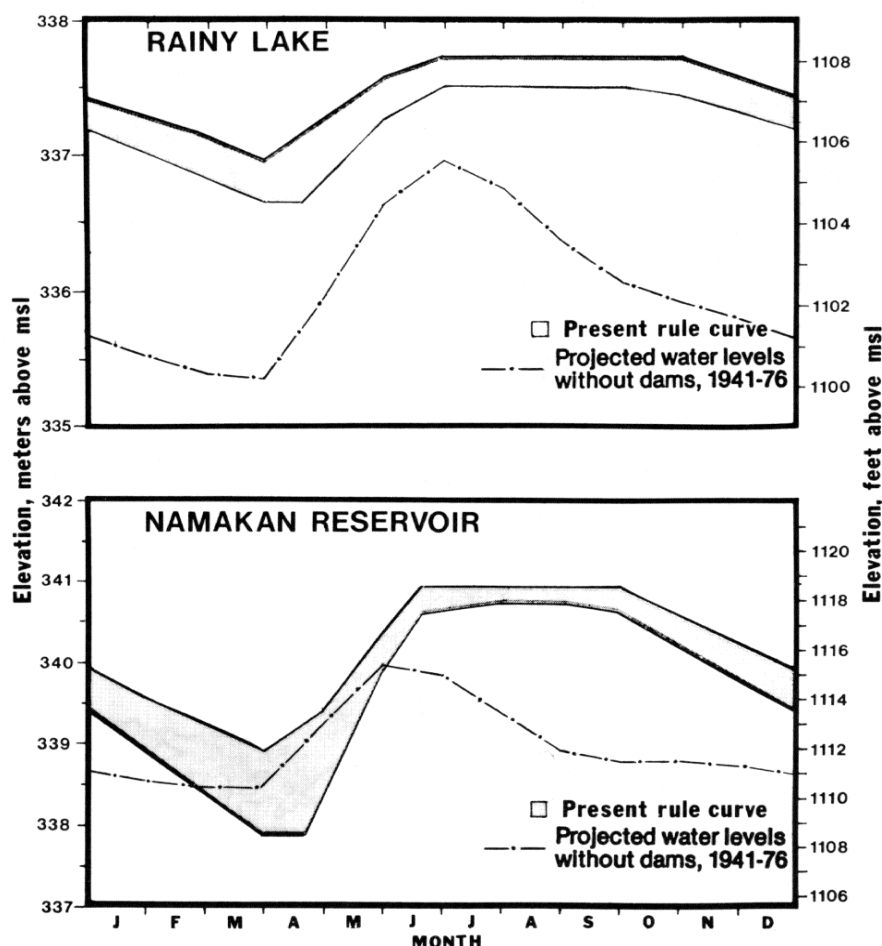 RAINY LAKE
338
337
336
335
1108
1106
1104
1102
1100
Present rule curve
Projected water levels
without dams, 1941-76
Elevation, meters above msl
Elevation, feet above msl
NAMAKAN RESERVOIR
342
341
340
339
338
337
1120
1118
1116
1114
1112
1110
1108
1106
Present rule curve
Projected water levels
without dams, 1941-76
J F M A M J J A S O N D
MONTH